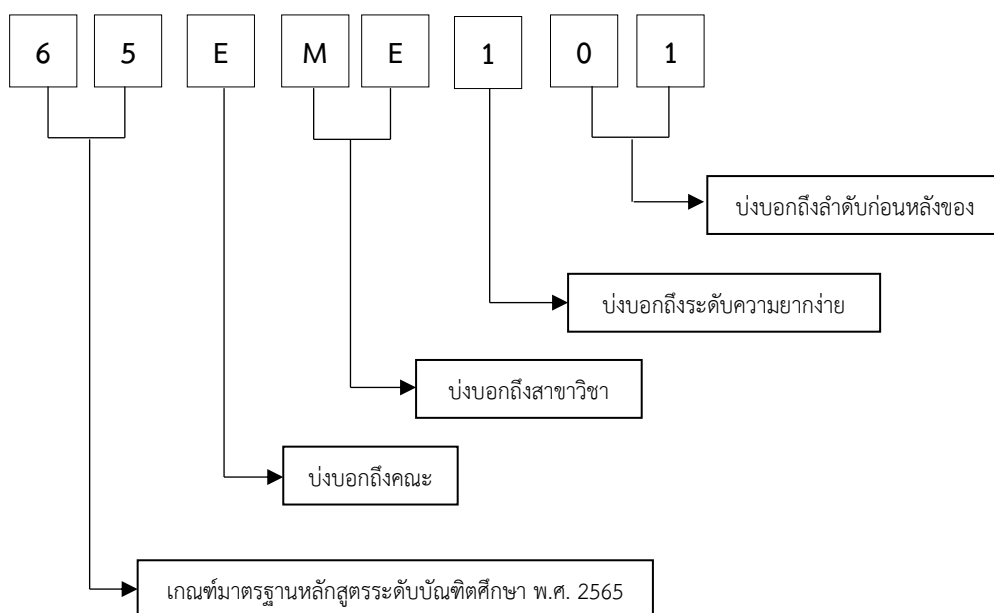 6 5 E M E 1 0 1
บ่งบอกถึงลำดับก่อนหลังของ
บ่งบอกถึงระดับความยากง่าย
บ่งบอกถึงสาขาวิชา
บ่งบอกถึงคณะ
เกณฑ์มาตรฐานหลักสูตรระดับบัณฑิตศึกษา พ.ศ. 2565